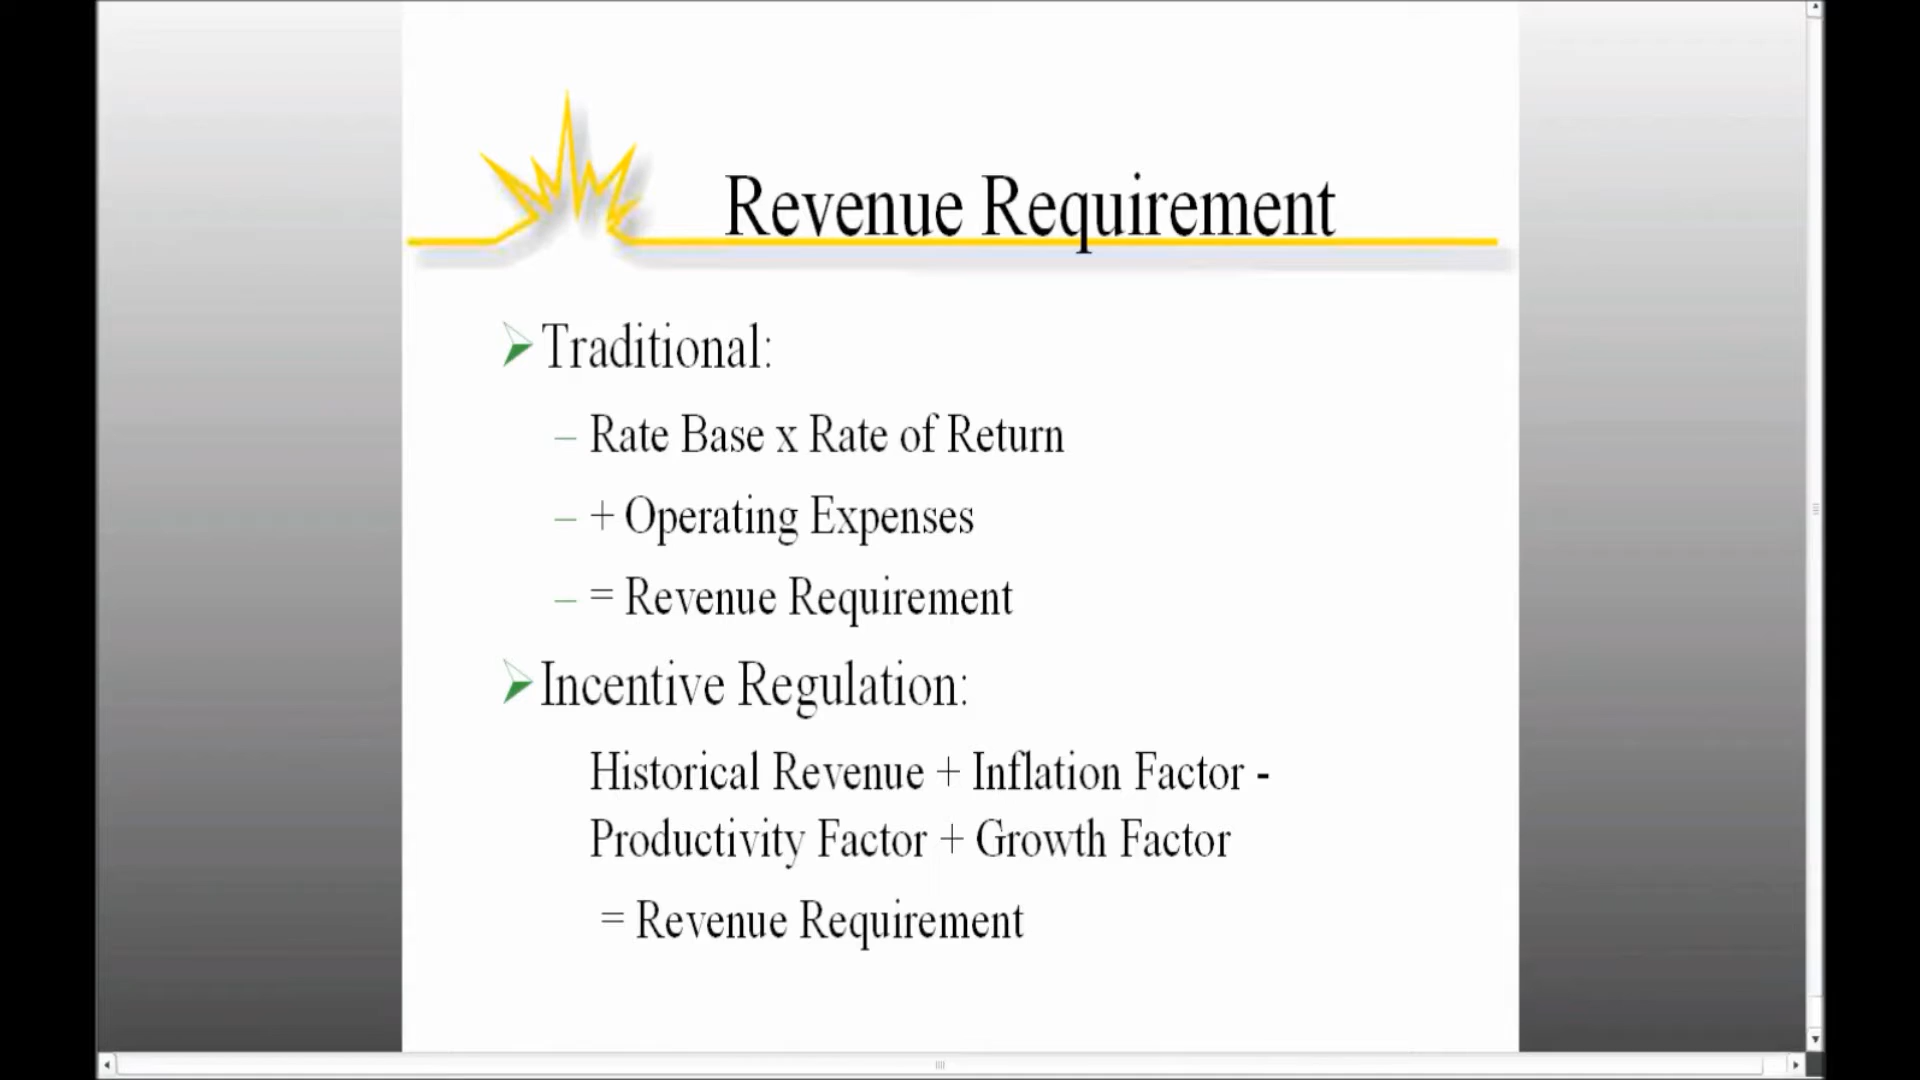 Revenue Requirement
Traditional:
– Rate Base x Rate of Return
– + Operating Expenses
– = Revenue Requirement
Incentive Regulation:
Historical Revenue + Inflation Factor -
Productivity Factor + Growth Factor
= Revenue Requirement